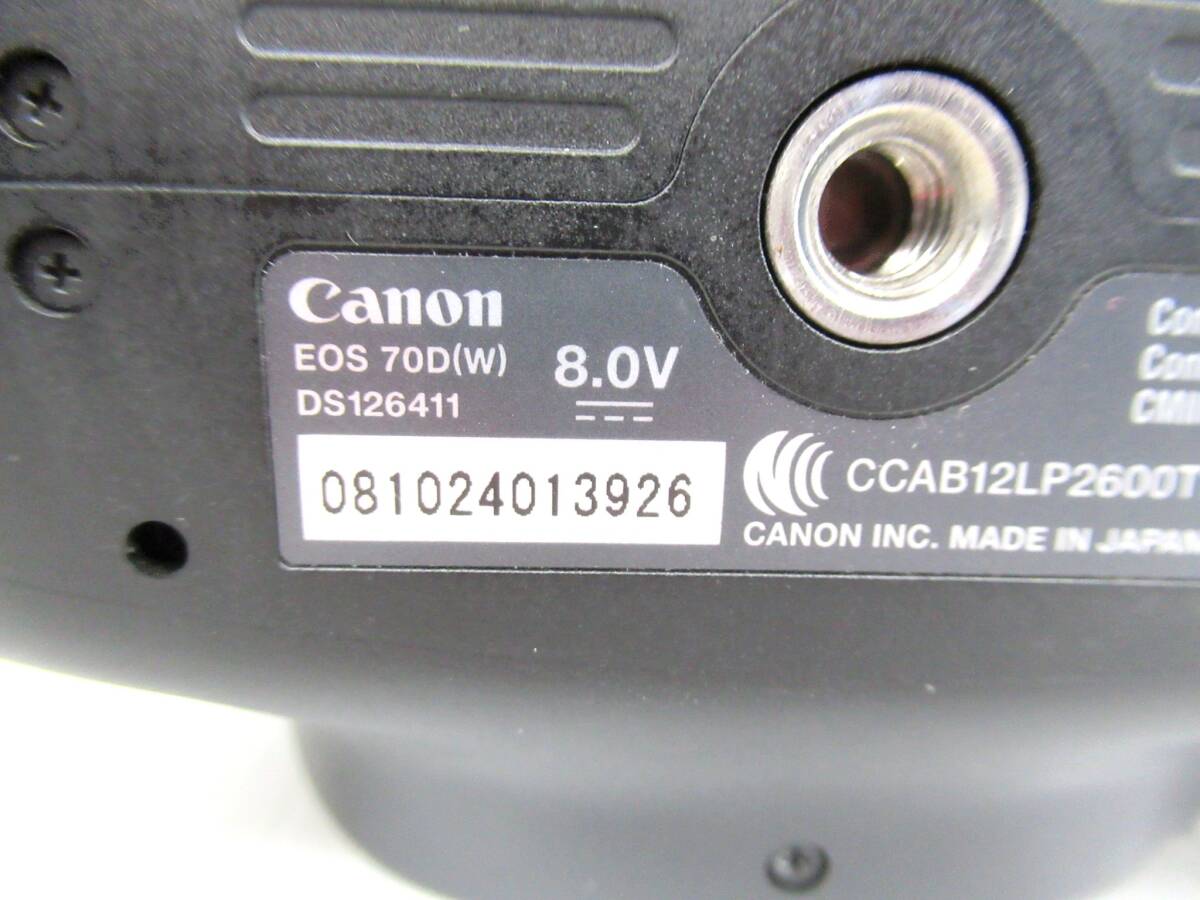 Canon
EOS 70D(W) 8.0V
DS126411
081024013926
CCAB12LP2600T
CANON INC. MADE IN JAPAN